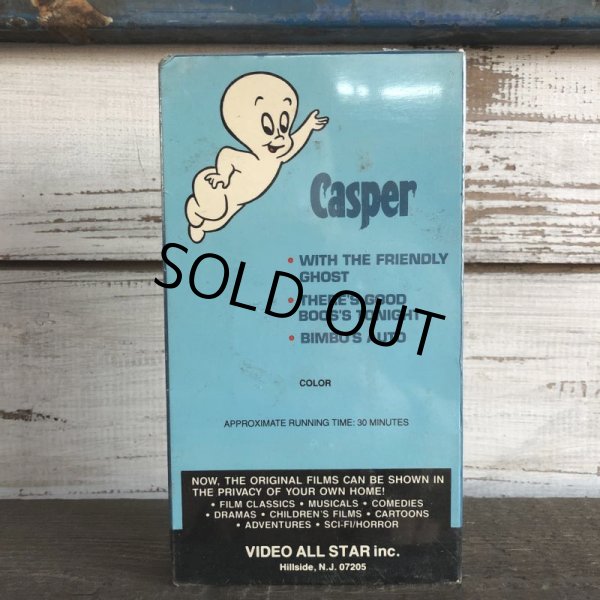 Casper
• WITH THE FRIENDLY
GHOST
• THERE'S GOOD
BOOS'S TONIGHT
• BIMBO'S AUTO
SOLD OUT
COLOR
APPROXIMATE RUNNING TIME: 30 MINUTES
NOW, THE ORIGINAL FILMS CAN BE SHOWN IN
THE PRIVACY OF YOUR OWN HOME!
• FILM CLASSICS • MUSICALS • COMEDIES
• DRAMAS • CHILDREN'S FILMS • CARTOONS
• ADVENTURES • SCI-FI/HORROR
VIDEO ALL STAR inc.
Hillside, N.J. 07205